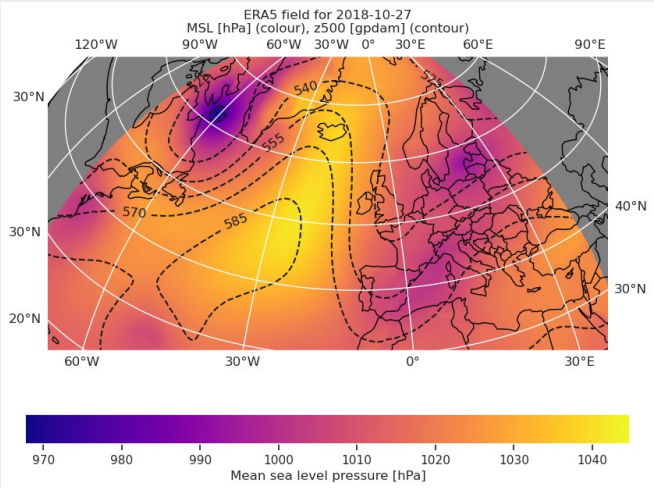 ERA5 field for 2018-10-27
MSL [hPa] (colour), z500 [gpdam] (contour)
120°W 90°W 60°W 30°W 0° 30°E 60°E 90°E
540
525
30°N
555
570
585
40°N
30°N
30°N
20°N
60°W 30°W 0° 30°E
970 980 990 1000 1010 1020 1030 1040
Mean sea level pressure [hPa]